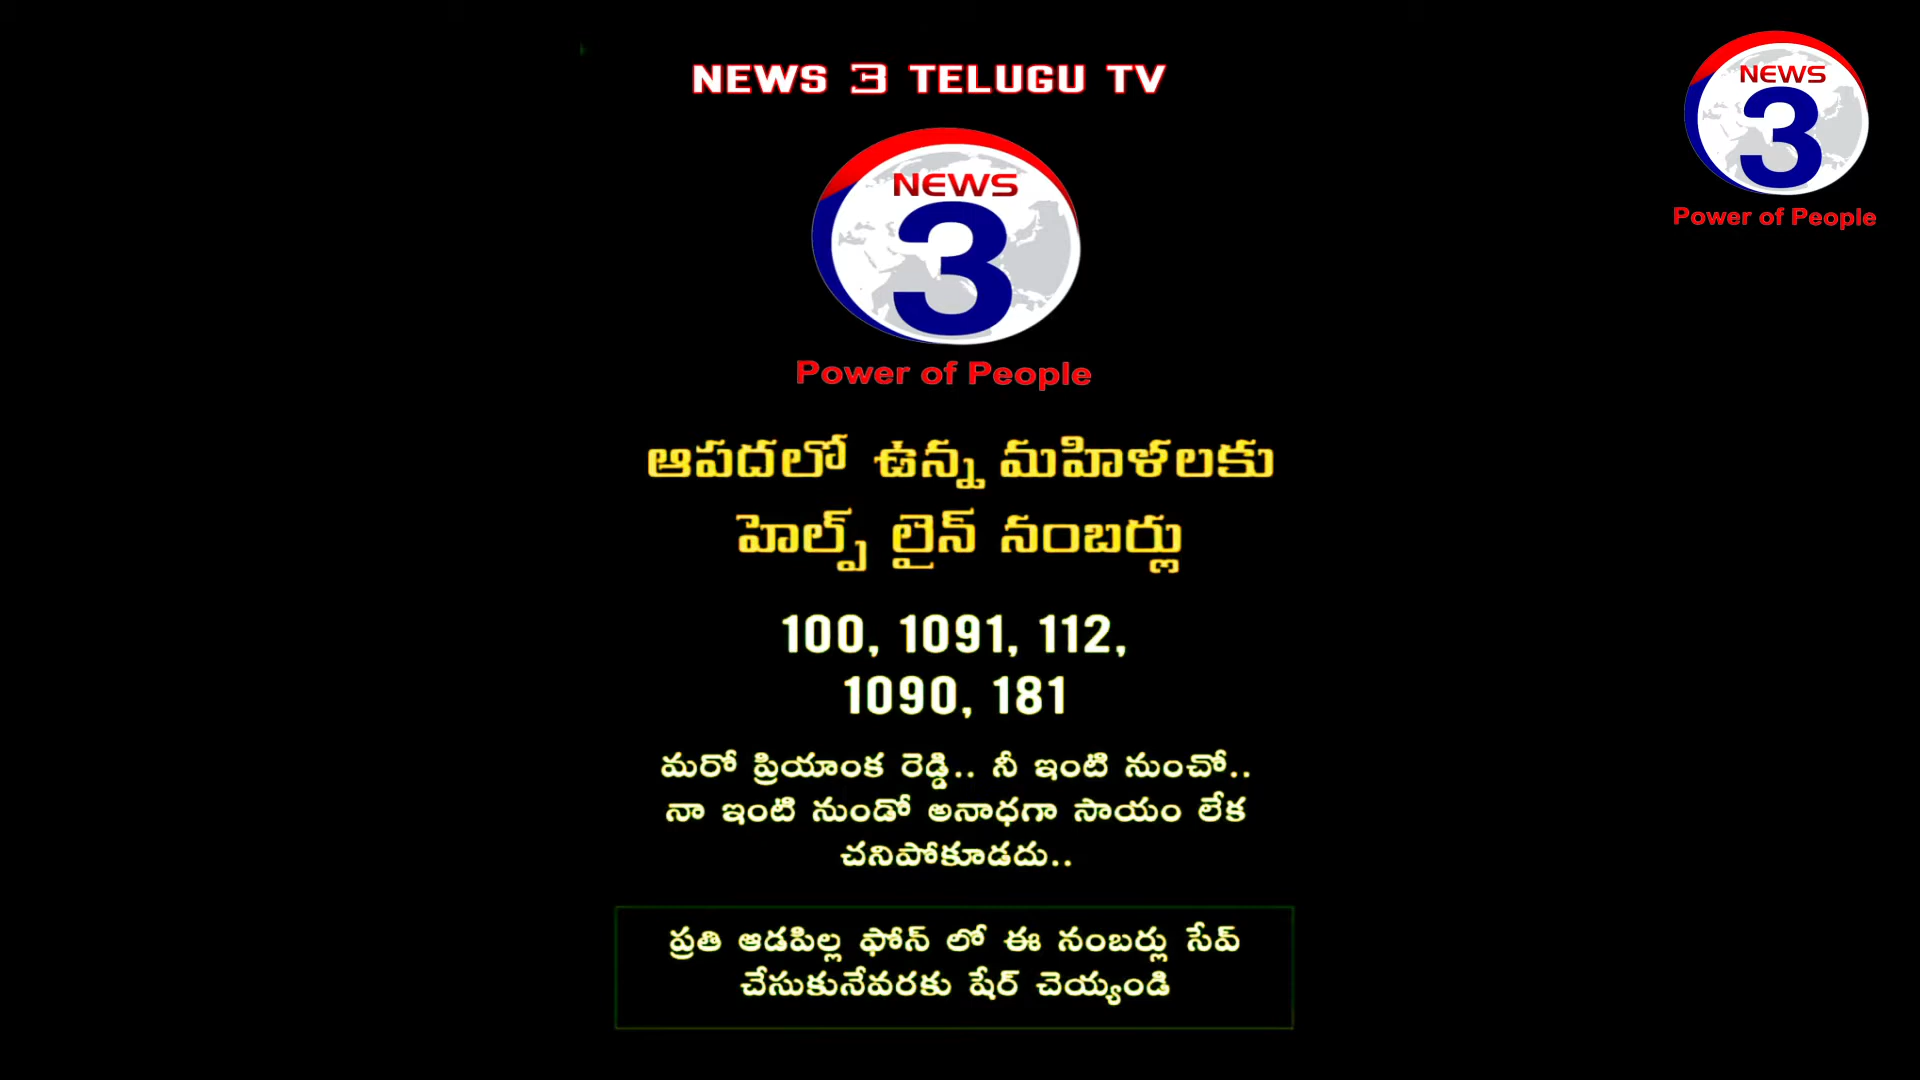 NEWS 3 TELUGU TV
NEWS
3
Power of People
NEWS
3
Power of People
ఆపదలో ఉన్న మహిళలకు
హెల్ప్ లైన్ నంబర్లు
100, 1091, 112,
1090, 181
మరో ప్రియాంక రెడ్డి.. నీ ఇంటి నుంచో..
నా ఇంటి నుండో అనాధగా సాయం లేక
చనిపోకూడదు..
ప్రతి ఆడపిల్ల ఫోన్ లో ఈ నంబర్లు సేవ్
చేసుకునేవరకు షేర్ చెయ్యండి